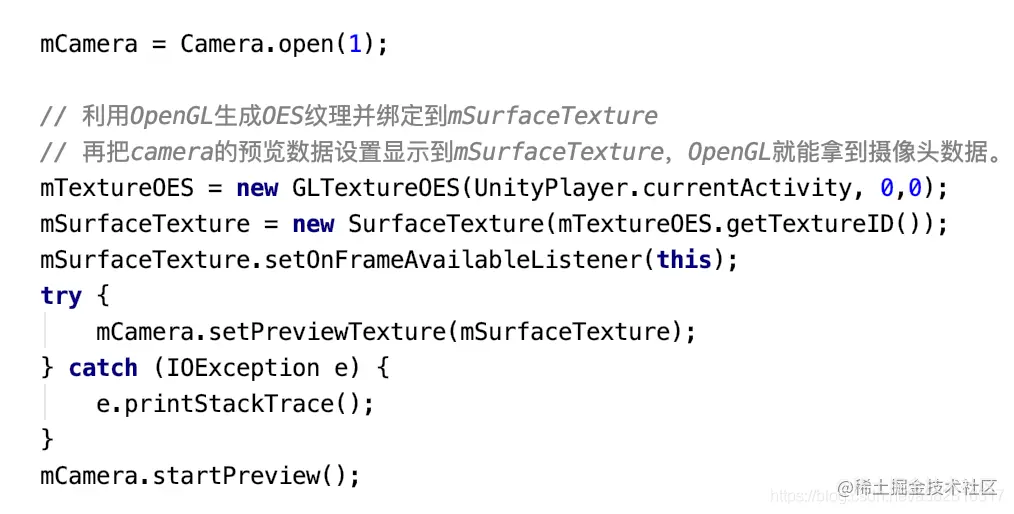 mCamera = Camera.open(1);
// 利用OpenGL生成OES纹理并绑定到mSurfaceTexture
// 再把camera的预览数据设置显示到mSurfaceTexture，OpenGL就能拿到摄像头数据。
mTextureOES = new GLTextureOES(UnityPlayer.currentActivity, 0,0);
mSurfaceTexture = new SurfaceTexture(mTextureOES.getTextureID());
mSurfaceTexture.setOnFrameAvailableListener(this);
try {
    mCamera.setPreviewTexture(mSurfaceTexture);
} catch (IOException e) {
    e.printStackTrace();
}
mCamera.startPreview();
@稀土掘金技术社区